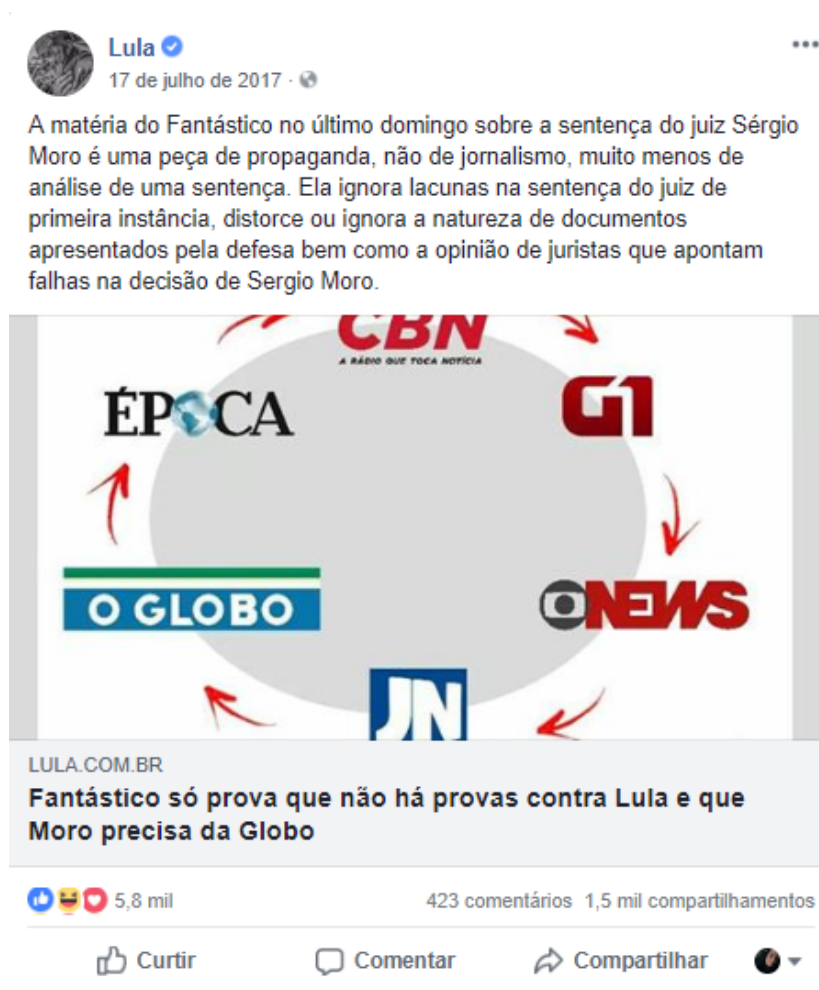 Lula
17 de julho de 2017 ·
A matéria do Fantástico no último domingo sobre a sentença do juiz Sérgio
Moro é uma peça de propaganda, não de jornalismo, muito menos de
análise de uma sentença. Ela ignora lacunas na sentença do juiz de
primeira instância, distorce ou ignora a natureza de documentos
apresentados pela defesa bem como a opinião de juristas que apontam
falhas na decisão de Sergio Moro.
CBN
A RÁDIO QUE TOCA NOTÍCIA
ÉPOCA
G1
O GLOBO
NEWS
JN
LULA.COM.BR
Fantástico só prova que não há provas contra Lula e que
Moro precisa da Globo
5,8 mil 423 comentários 1,5 mil compartilhamentos
Curtir Comentar Compartilhar